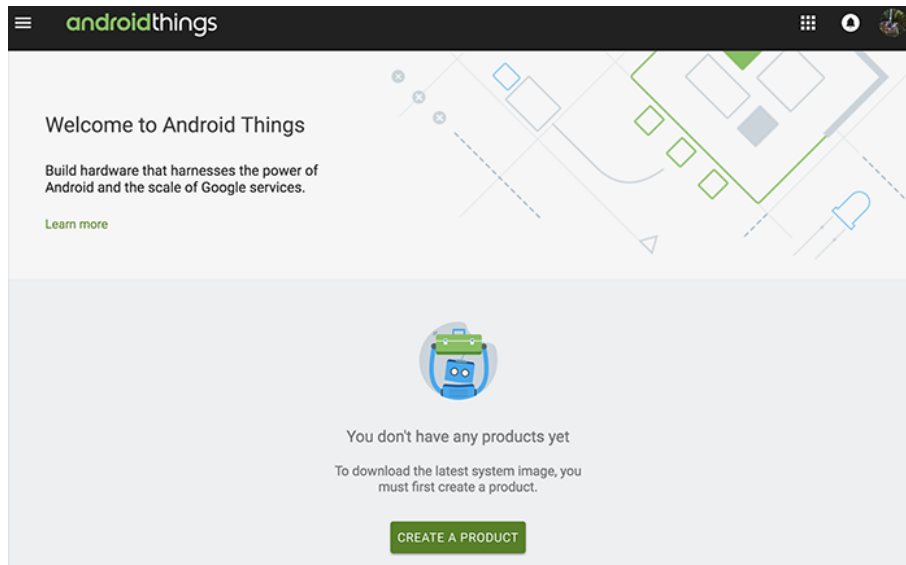 androidthings
Welcome to Android Things
Build hardware that harnesses the power of
Android and the scale of Google services.
Learn more
You don't have any products yet
To download the latest system image, you
must first create a product.
CREATE A PRODUCT